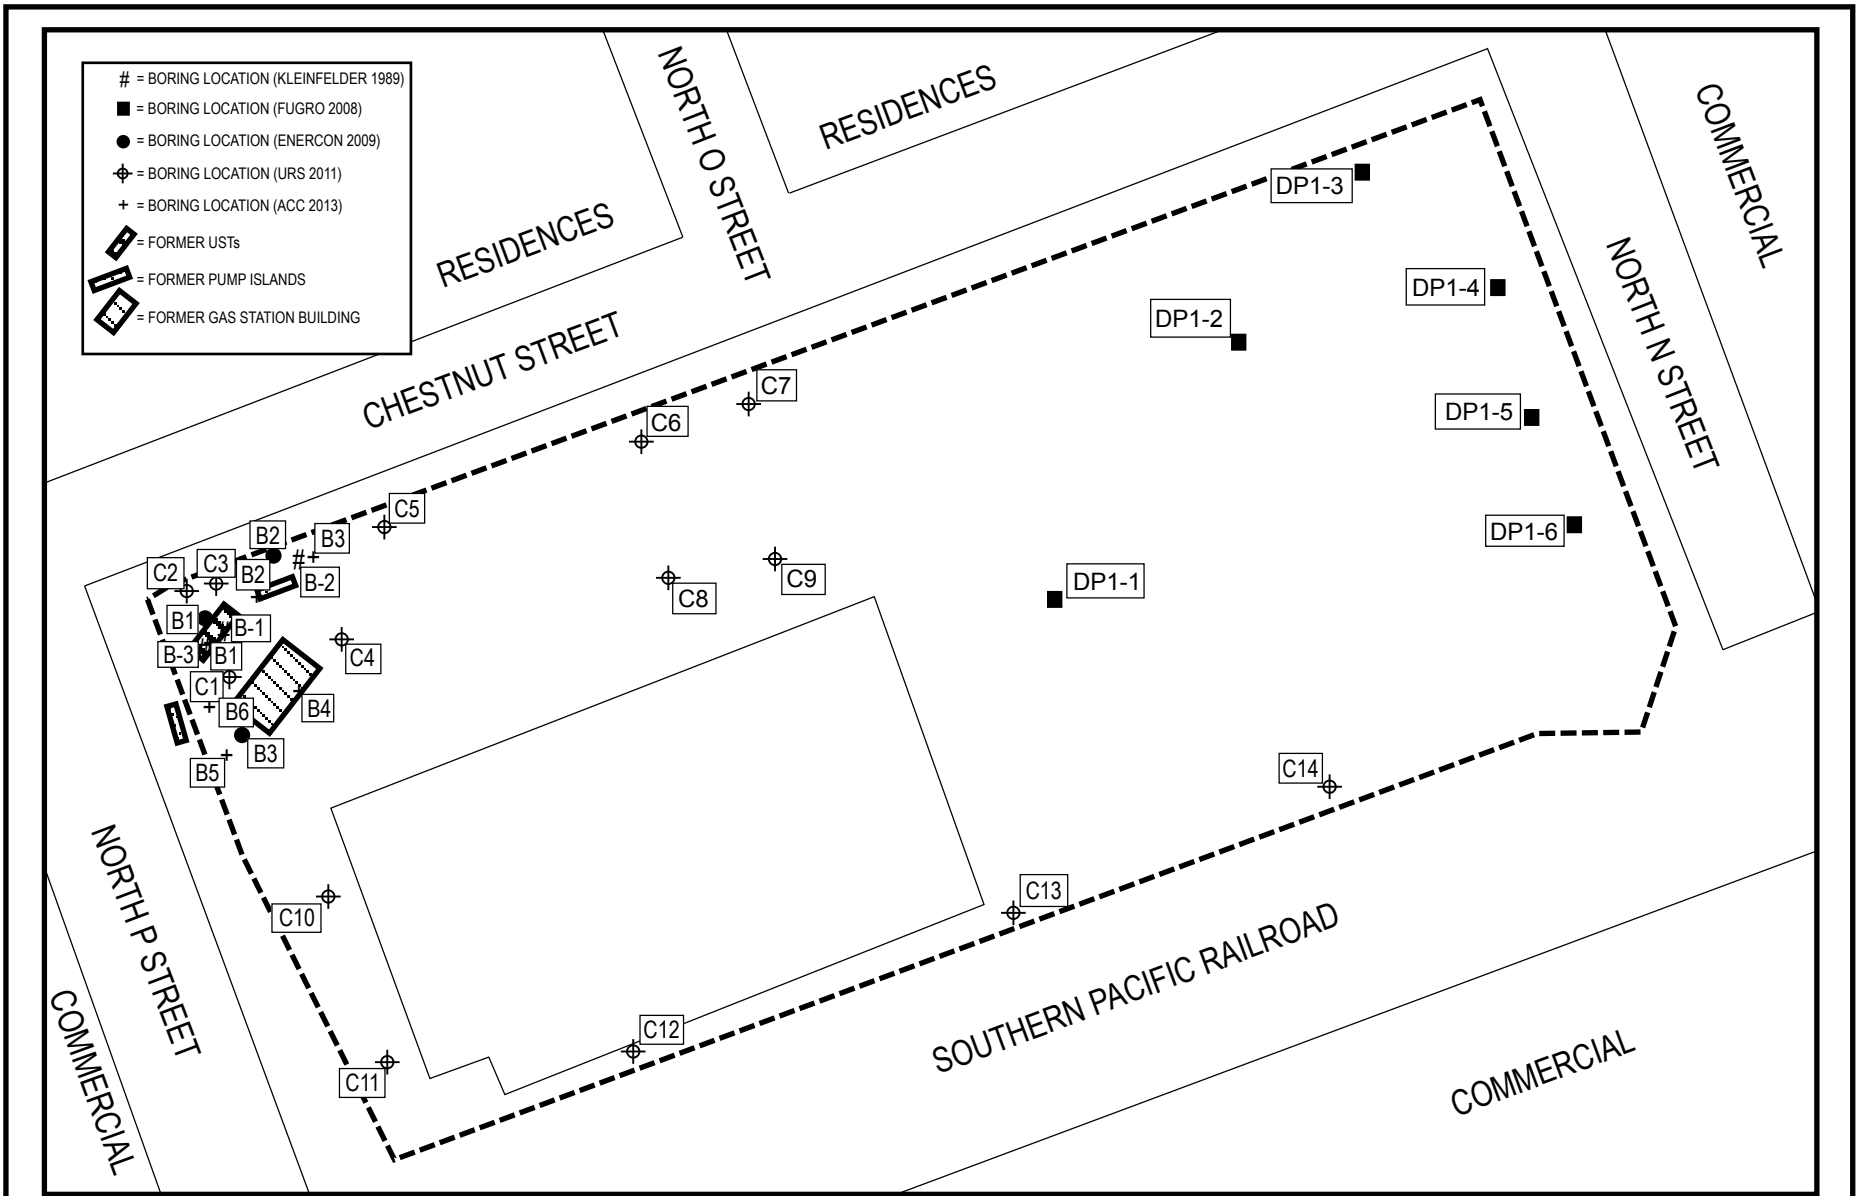 # = BORING LOCATION (KLEINFELDER 1989)
= BORING LOCATION (FUGRO 2008)
= BORING LOCATION (ENERCON 2009)
= BORING LOCATION (URS 2011)
+ = BORING LOCATION (ACC 2013)
= FORMER USTs
= FORMER PUMP ISLANDS
= FORMER GAS STATION BUILDING
NORTH O STREET
RESIDENCES
COMMERCIAL
RESIDENCES
CHESTNUT STREET
NORTH N STREET
DP1-3
DP1-4
DP1-2
DP1-5
DP1-6
DP1-1
C7
C6
C5
B2
B3
C3
C2
B2
B-2
C9
C8
B1
B-1
B-3
B1
C4
C1
B6
B4
B3
B5
C14
C10
C13
C12
C11
NORTH P STREET
COMMERCIAL
SOUTHERN PACIFIC RAILROAD
COMMERCIAL